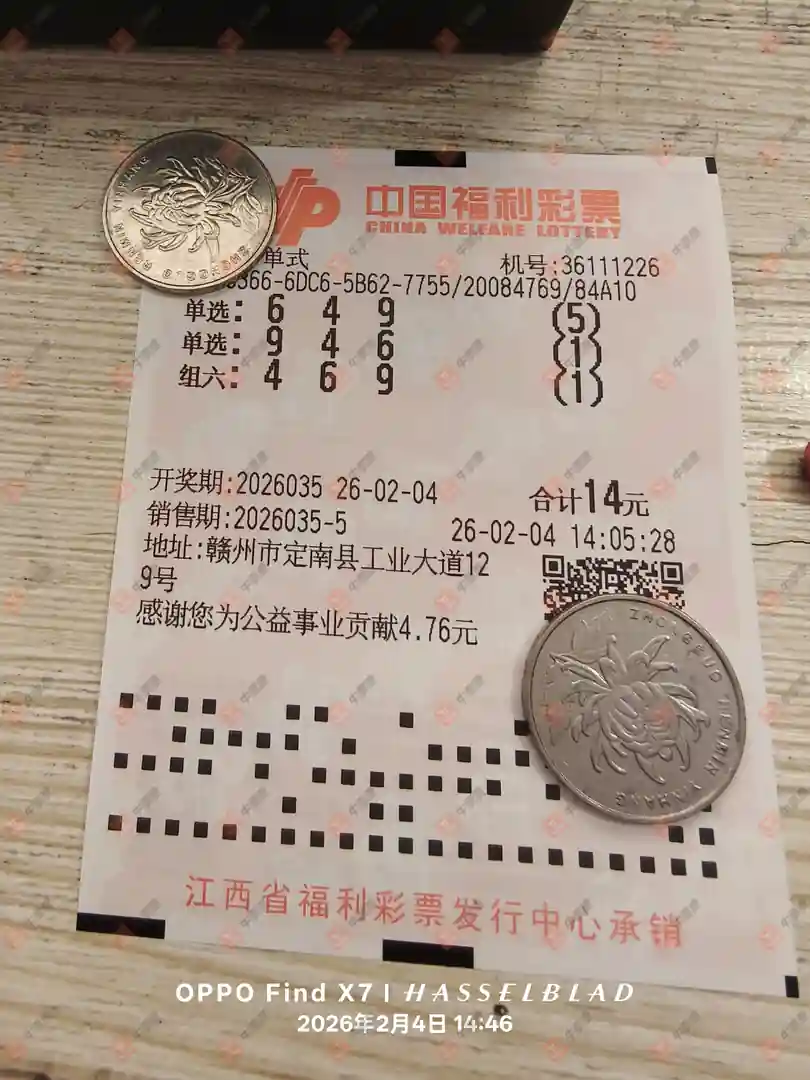 中国福利彩票
CHINA WELFARE LOTTERY
单式 机号:36111226
366-6DC6-5B62-7755/20084769/84A10
单选: 6 4 9 (5)
单选: 9 4 6 (1)
组六: 4 6 9 (1)
开奖期:2026035 26-02-04 合计14元
销售期:2026035-5 26-02-04 14:05:28
地址:赣州市定南县工业大道12
9号
感谢您为公益事业贡献4.76元
ZHONGGUO RENMIN YINHANG
江西省福利彩票发行中心承销
OPPO Find X7 | HASSELBLAD
2026年2月4日 14:46